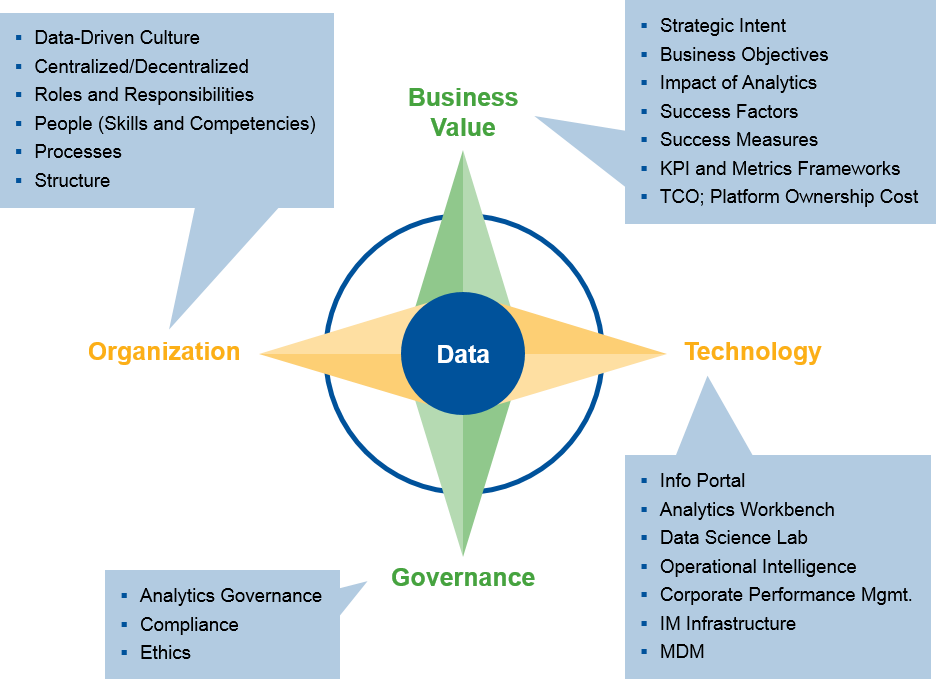 ▪ Data-Driven Culture
▪ Centralized/Decentralized
▪ Roles and Responsibilities
▪ People (Skills and Competencies)
▪ Processes
▪ Structure
Business
Value
▪ Strategic Intent
▪ Business Objectives
▪ Impact of Analytics
▪ Success Factors
▪ Success Measures
▪ KPI and Metrics Frameworks
▪ TCO; Platform Ownership Cost
Organization
Data
Technology
Governance
▪ Analytics Governance
▪ Compliance
▪ Ethics
▪ Info Portal
▪ Analytics Workbench
▪ Data Science Lab
▪ Operational Intelligence
▪ Corporate Performance Mgmt.
▪ IM Infrastructure
▪ MDM